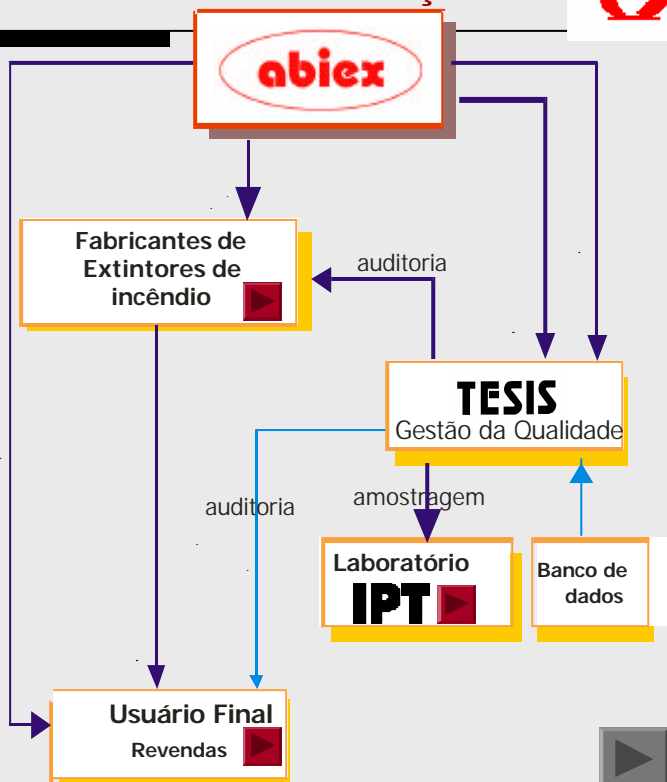 abiex
Fabricantes de
Extintores de
incêndio
auditoria
TESIS
Gestão da Qualidade
auditoria
amostragem
Laboratório
IPT
Banco de
dados
Usuário Final
Revendas